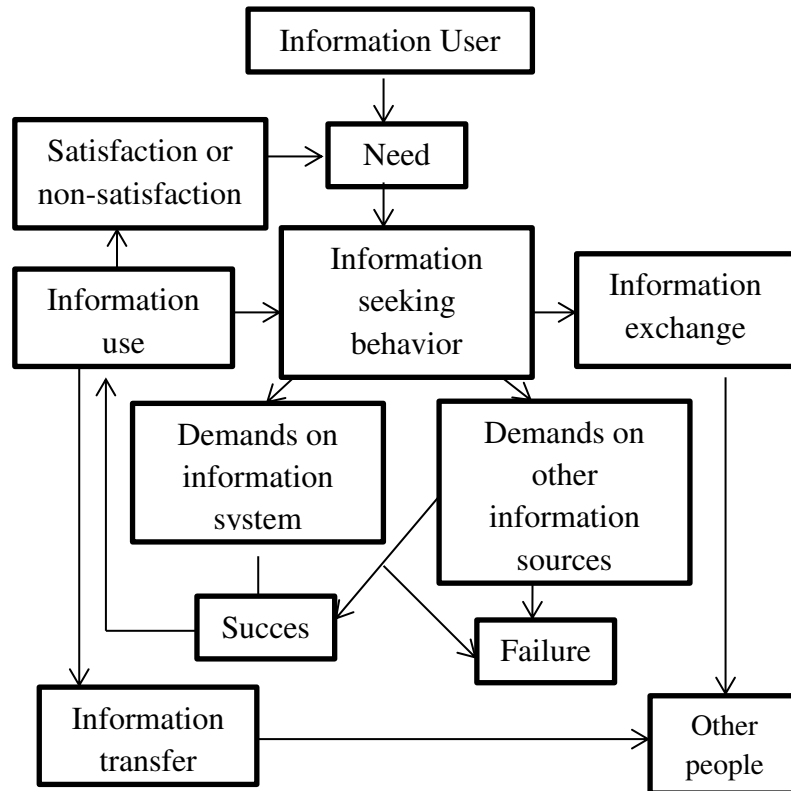 Information User
Need
Satisfaction or
non-satisfaction
Information
seeking
behavior
Information
use
Information
exchange
Demands on
information
system
Demands on
other
information
sources
Succes
Failure
Information
transfer
Other
people